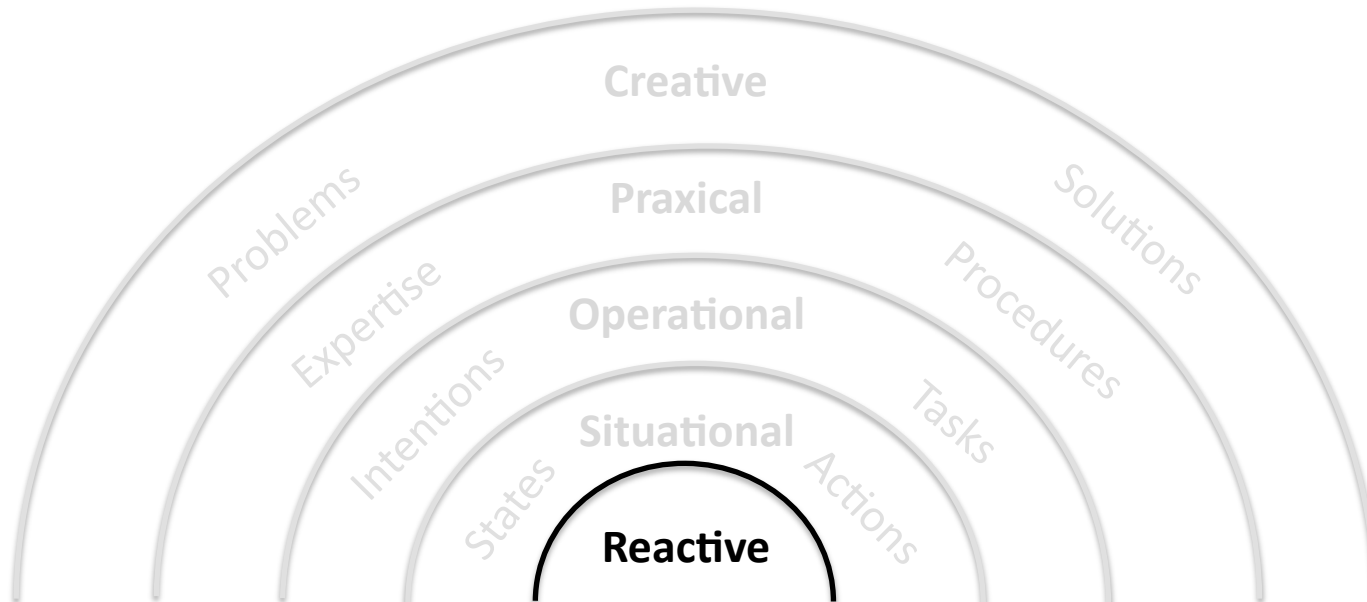 Creative
Problems
Solutions
Praxical
Expertise
Procedures
Operational
Intentions
Tasks
Situational
States
Actions
Reactive